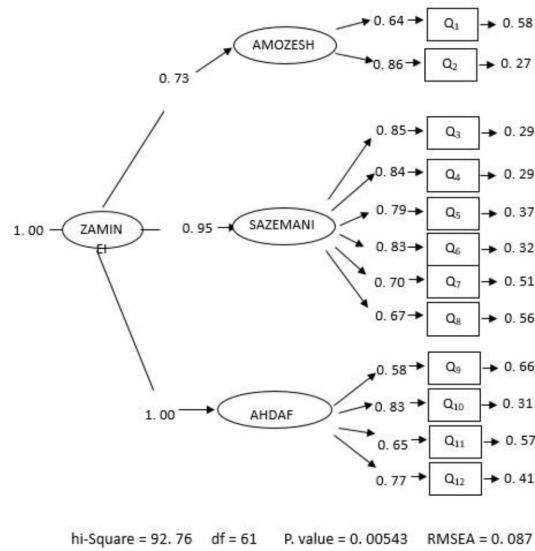 0. 64 Q1 0. 58
AMOZESH
0. 86 Q2 0. 27
0. 73
0. 85 Q3 0. 29
0. 84 Q4 0. 29
0. 79 Q5 0. 37
1. 00 ZAMIN
EI
0. 95 SAZEMANI
0. 83 Q6 0. 32
0. 70 Q7 0. 51
0. 67 Q8 0. 56
0. 58 Q9 0. 66
1. 00 AHDAF
0. 83 Q10 0. 31
0. 65 Q11 0. 57
0. 77 Q12 0. 41
hi-Square = 92. 76 df = 61 P. value = 0. 00543 RMSEA = 0. 087